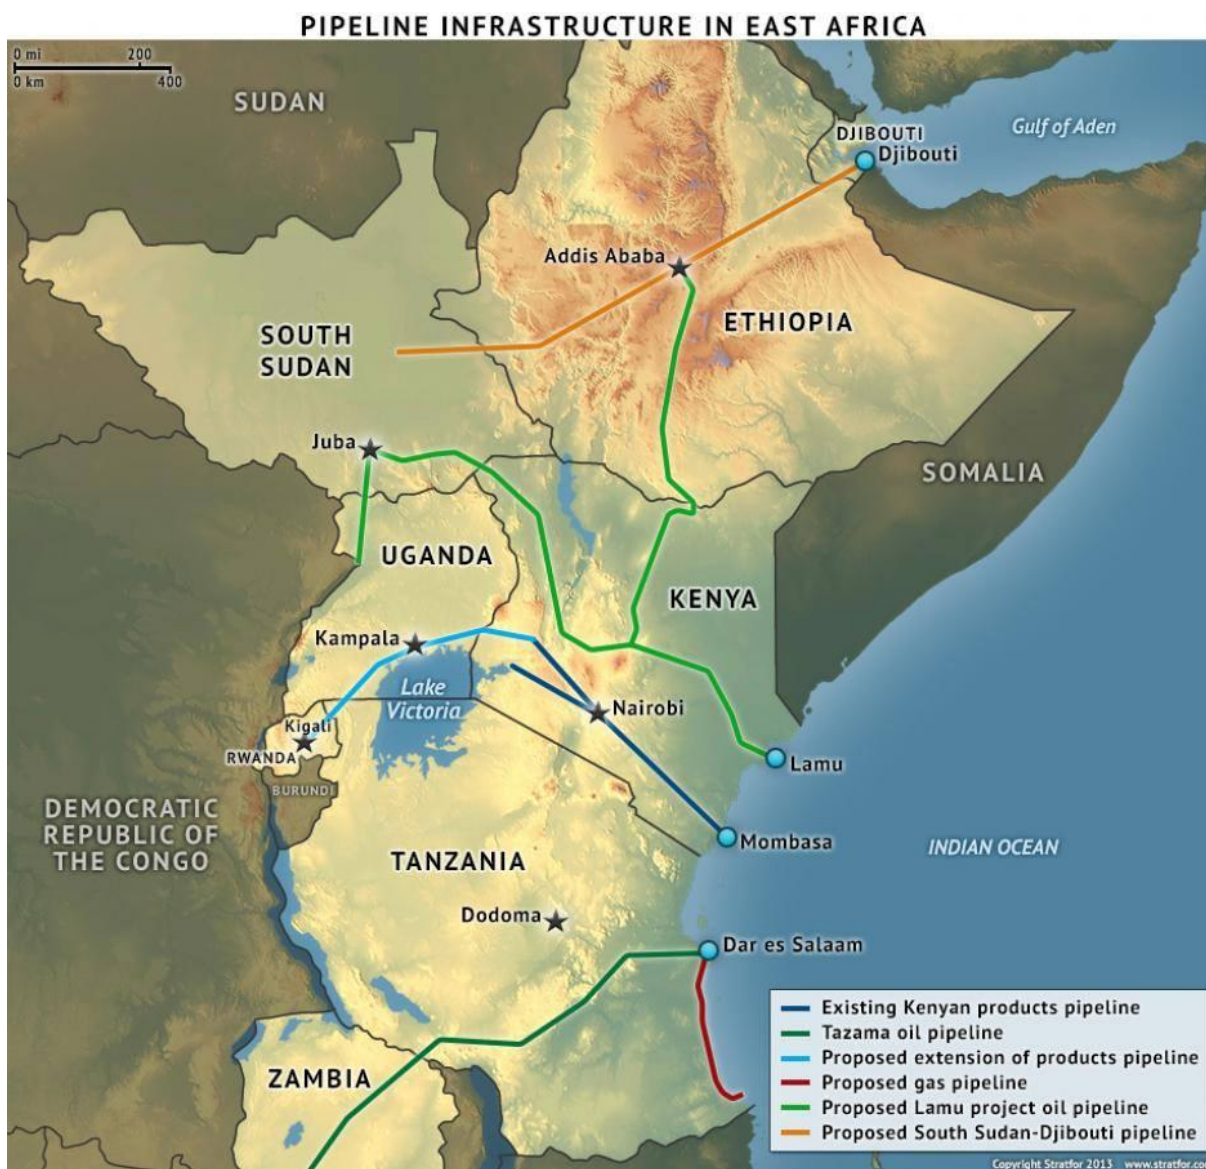 PIPELINE INFRASTRUCTURE IN EAST AFRICA
0 mi 200
0 km 400
SUDAN
Gulf of Aden
DJIBOUTI
Djibouti
Addis Ababa
ETHIOPIA
SOUTH
SUDAN
Juba
SOMALIA
UGANDA
KENYA
Kampala
Lake
Victoria
Nairobi
Kigali
RWANDA
Lamu
BURUNDI
DEMOCRATIC
REPUBLIC OF
THE CONGO
Mombasa
INDIAN OCEAN
TANZANIA
Dodoma
Dar es Salaam
Existing Kenyan products pipeline
Tazama oil pipeline
Proposed extension of products pipeline
Proposed gas pipeline
Proposed Lamu project oil pipeline
Proposed South Sudan-Djibouti pipeline
ZAMBIA
Copyright Stratfor 2013 www.stratfor.co